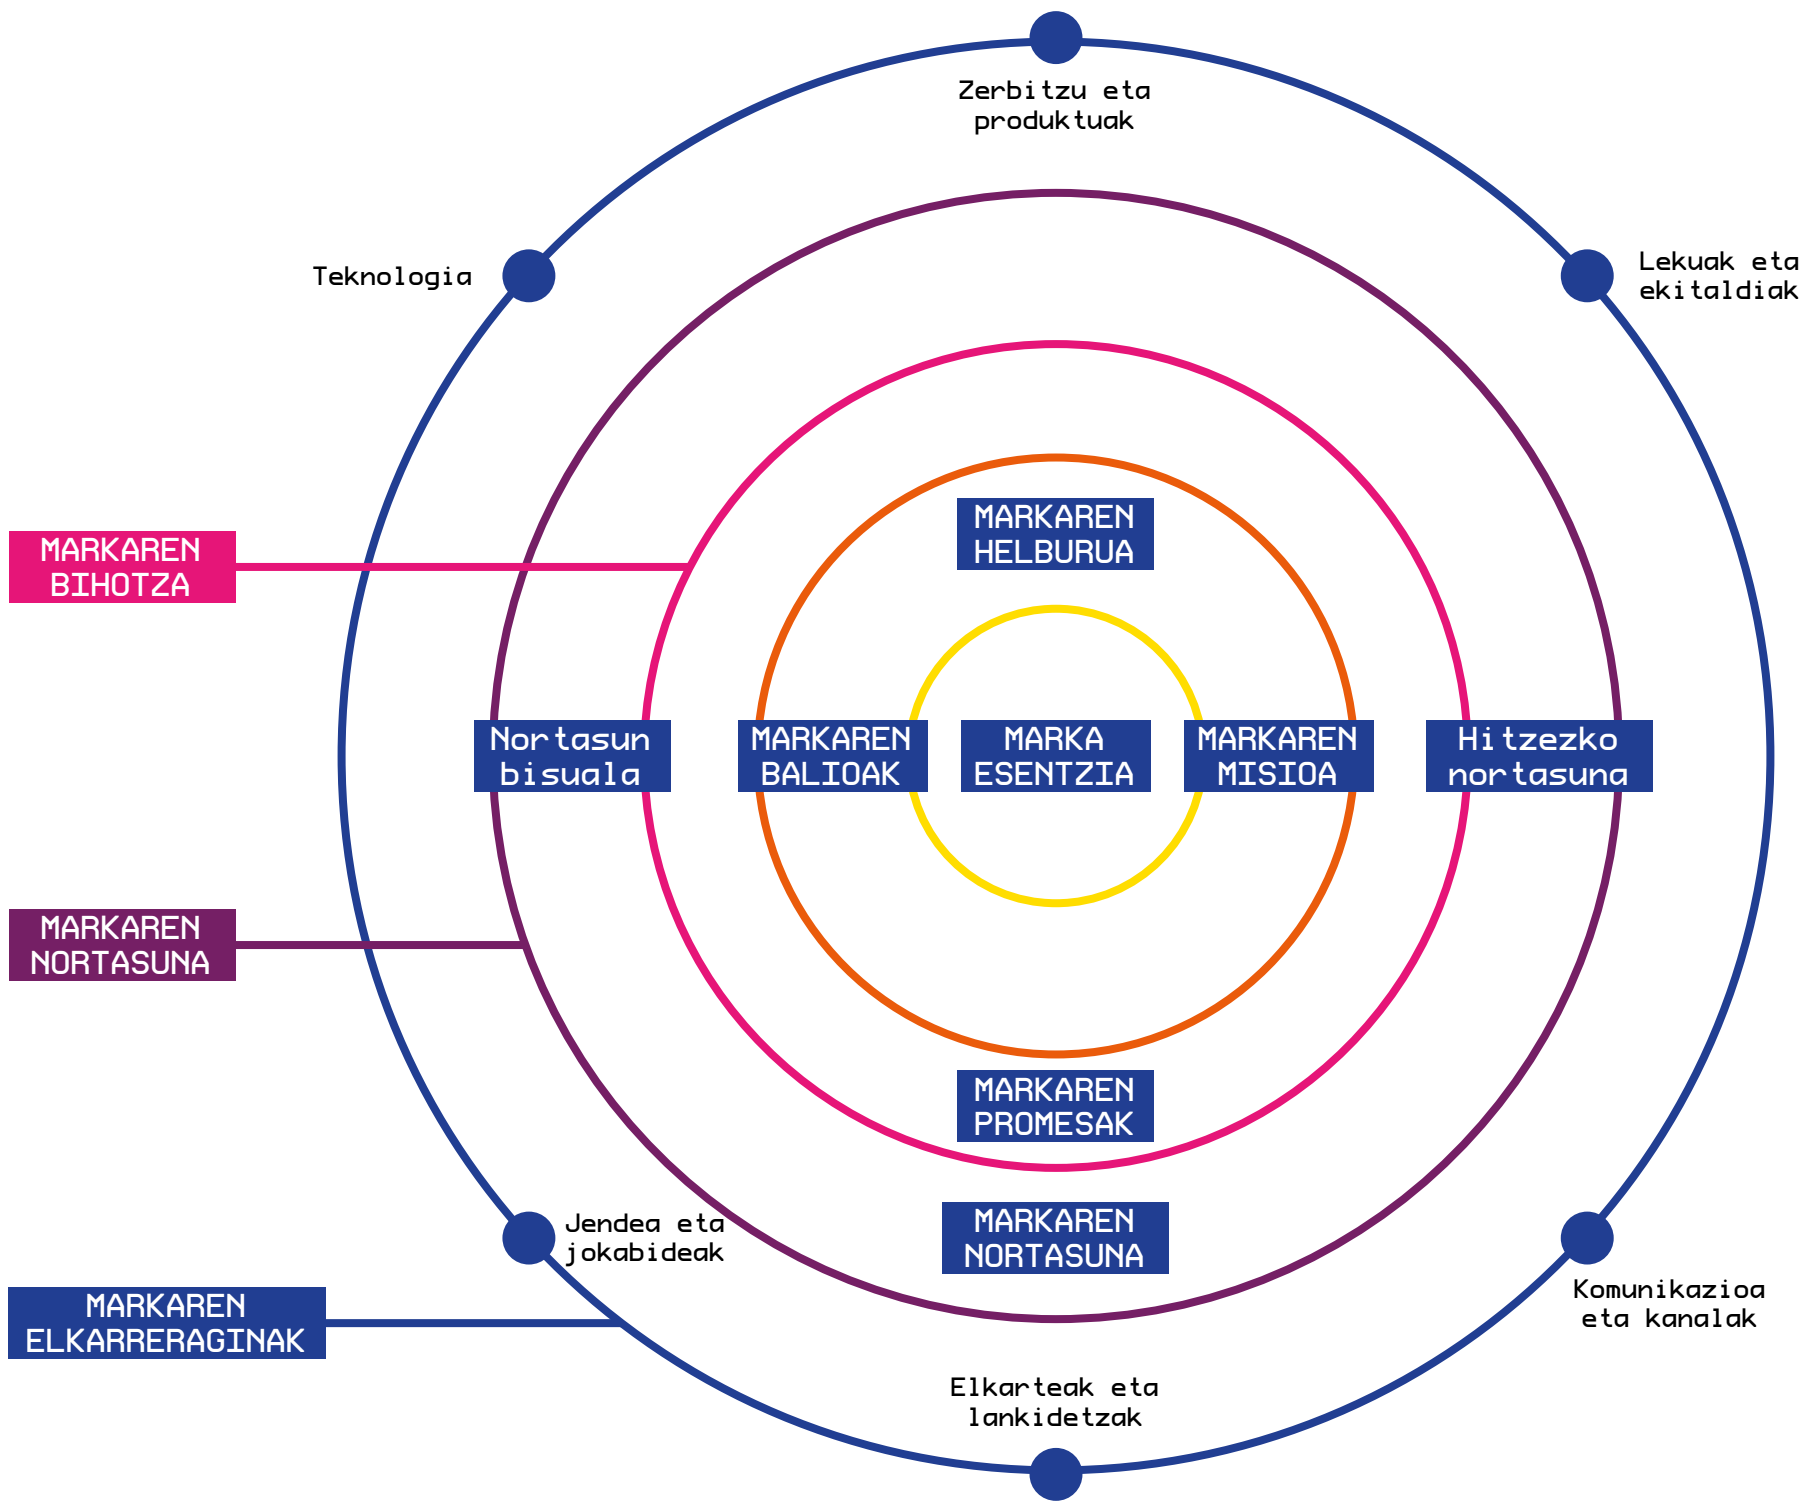 Zerbitzu eta
produktuak
Teknologia
Lekuak eta
ekitaldiak
MARKAREN
BIHOTZA
MARKAREN
HELBURUA
Nortasun
bisuala
MARKAREN
BALIOAK
MARKA
ESENTZIA
MARKAREN
MISIOA
Hitzezko
nortasuna
MARKAREN
NORTASUNA
MARKAREN
PROMESAK
MARKAREN
NORTASUNA
Jendea eta
jokabideak
MARKAREN
ELKARRERAGINAK
Komunikazioa
eta kanalak
Elkarteak eta
lankidetzak